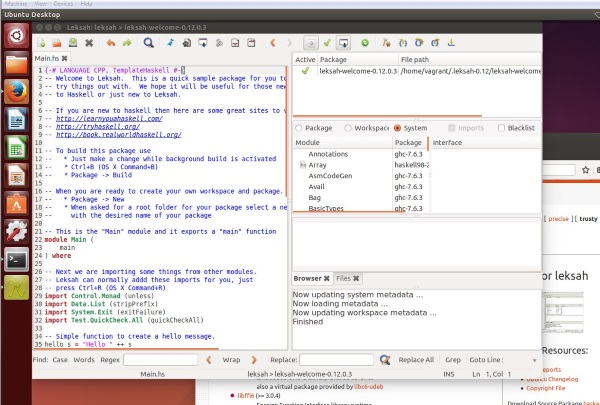 Machine View Devices Help
Ubuntu Desktop
Leksah: leksah > leksah-welcome-0.12.0.3
Main.hs
1 {-# LANGUAGE CPP, TemplateHaskell #-}
2 -- Welcome to Leksah. This is a quick sample package for you to
3 -- try things out with. We hope it will be useful for those new
4 -- to Haskell or just new to Leksah.
5 --
6 -- If you are new to haskell then here are some great sites to v
7 -- http://learnyouahaskell.com/
8 -- http://tryhaskell.org/
9 -- http://book.realworldhaskell.org/
10 --
11 -- To build this package use
12 -- * Just make a change while background build is activated
13 -- * Ctrl+B (OS X Command+B)
14 -- * Package -> Build
15 --
16 -- When you are ready to create your own workspace and package.
17 -- * Package -> New
18 -- * When asked for a root folder for your package select a ne
19 -- with the desired name of your package
20 --
21 -- This is the "Main" module and it exports a "main" function
22 module Main (
23 main
24 ) where
25
26 -- Next we are importing some things from other modules.
27 -- Leksah can normally addd these imports for you, just
28 -- press Ctrl+R (OS X Command+R)
29 import Control.Monad (unless)
30 import Data.List (stripPrefix)
31 import System.Exit (exitFailure)
32 import Test.QuickCheck.All (quickCheckAll)
33
34 -- Simple function to create a hello message.
35 hello s = "Hello " ++ s
Active Package File path
leksah-welcome-0.12.0.3 /home/vagrant/.leksah-0.12/leksah-welcome
Package Workspac System Imports Blacklist
Module Package Interface
Annotations ghc-7.6.3
Array haskell98-2
AsmCodeGen ghc-7.6.3
Avail ghc-7.6.3
Bag ghc-7.6.3
BasicTypes ghc-7.6.3
Browser Files
Now updating system metadata ...
Now loading metadata ...
Now updating workspace metadata ...
Finished
Find: Case Words Regex Wrap Replace: Replace All Grep Goto Line :
Main.hs leksah > leksah-welcome-0.12.0.3 INS Ln 1, Col 1
[ precise ] [ trusty
or leksah
Resources:
eports
Changelog
Copyright File
Download Source Package haske
also a virtual package provided by libc6-udeb
libffi6 (>= 3.0.4)
Foreign Function Interface library runtime